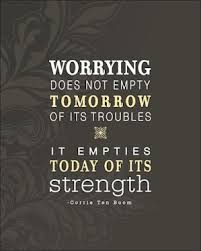 WORRYING
DOES NOT EMPTY
TOMORROW
OF ITS TROUBLES
IT EMPTIES
TODAY OF ITS
strength
-Corrie Ten Boom